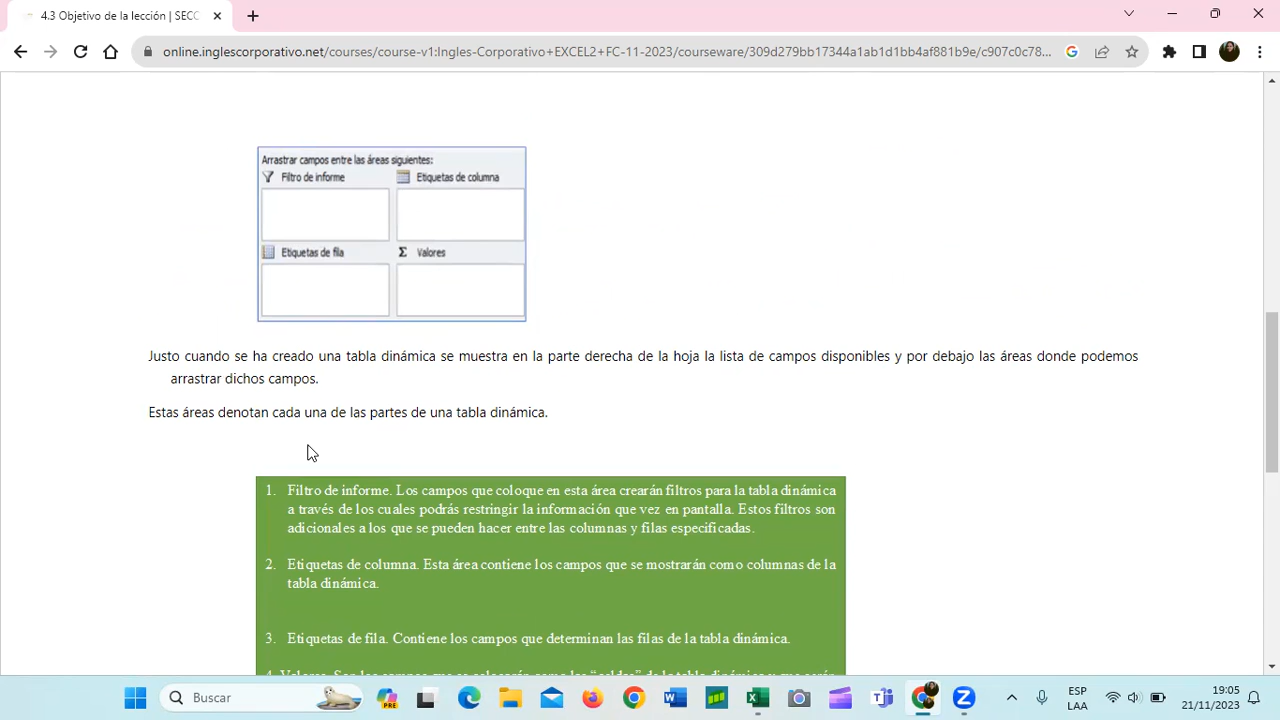 4.3 Objetivo de la lección | SECC
online.inglescorporativo.net/courses/course-v1:Ingles-Corporativo+EXCEL2+FC-11-2023/courseware/309d279bb17344a1ab1d1bb4af881b9e/c907c0c78...
Arrastrar campos entre las áreas siguientes:
Filtro de informe
Etiquetas de columna
Etiquetas de fila
Σ Valores
Justo cuando se ha creado una tabla dinámica se muestra en la parte derecha de la hoja la lista de campos disponibles y por debajo las áreas donde podemos
arrastrar dichos campos.
Estas áreas denotan cada una de las partes de una tabla dinámica.
1. Filtro de informe. Los campos que coloque en esta área crearán filtros para la tabla dinámica
a través de los cuales podrás restringir la información que vez en pantalla. Estos filtros son
adicionales a los que se pueden hacer entre las columnas y filas especificadas.
2. Etiquetas de columna. Esta área contiene los campos que se mostrarán como columnas de la
tabla dinámica.
3. Etiquetas de fila. Contiene los campos que determinan las filas de la tabla dinámica.
Buscar
PRE
ESP
LAA
19:05
21/11/2023